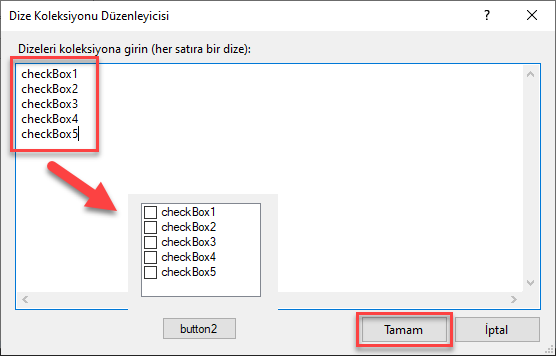 Dize Koleksiyonu Düzenleyicisi
Dizeleri koleksiyona girin (her satıra bir dize):
checkBox1
checkBox2
checkBox3
checkBox4
checkBox5
checkBox1
checkBox2
checkBox3
checkBox4
checkBox5
button2
Tamam
İptal